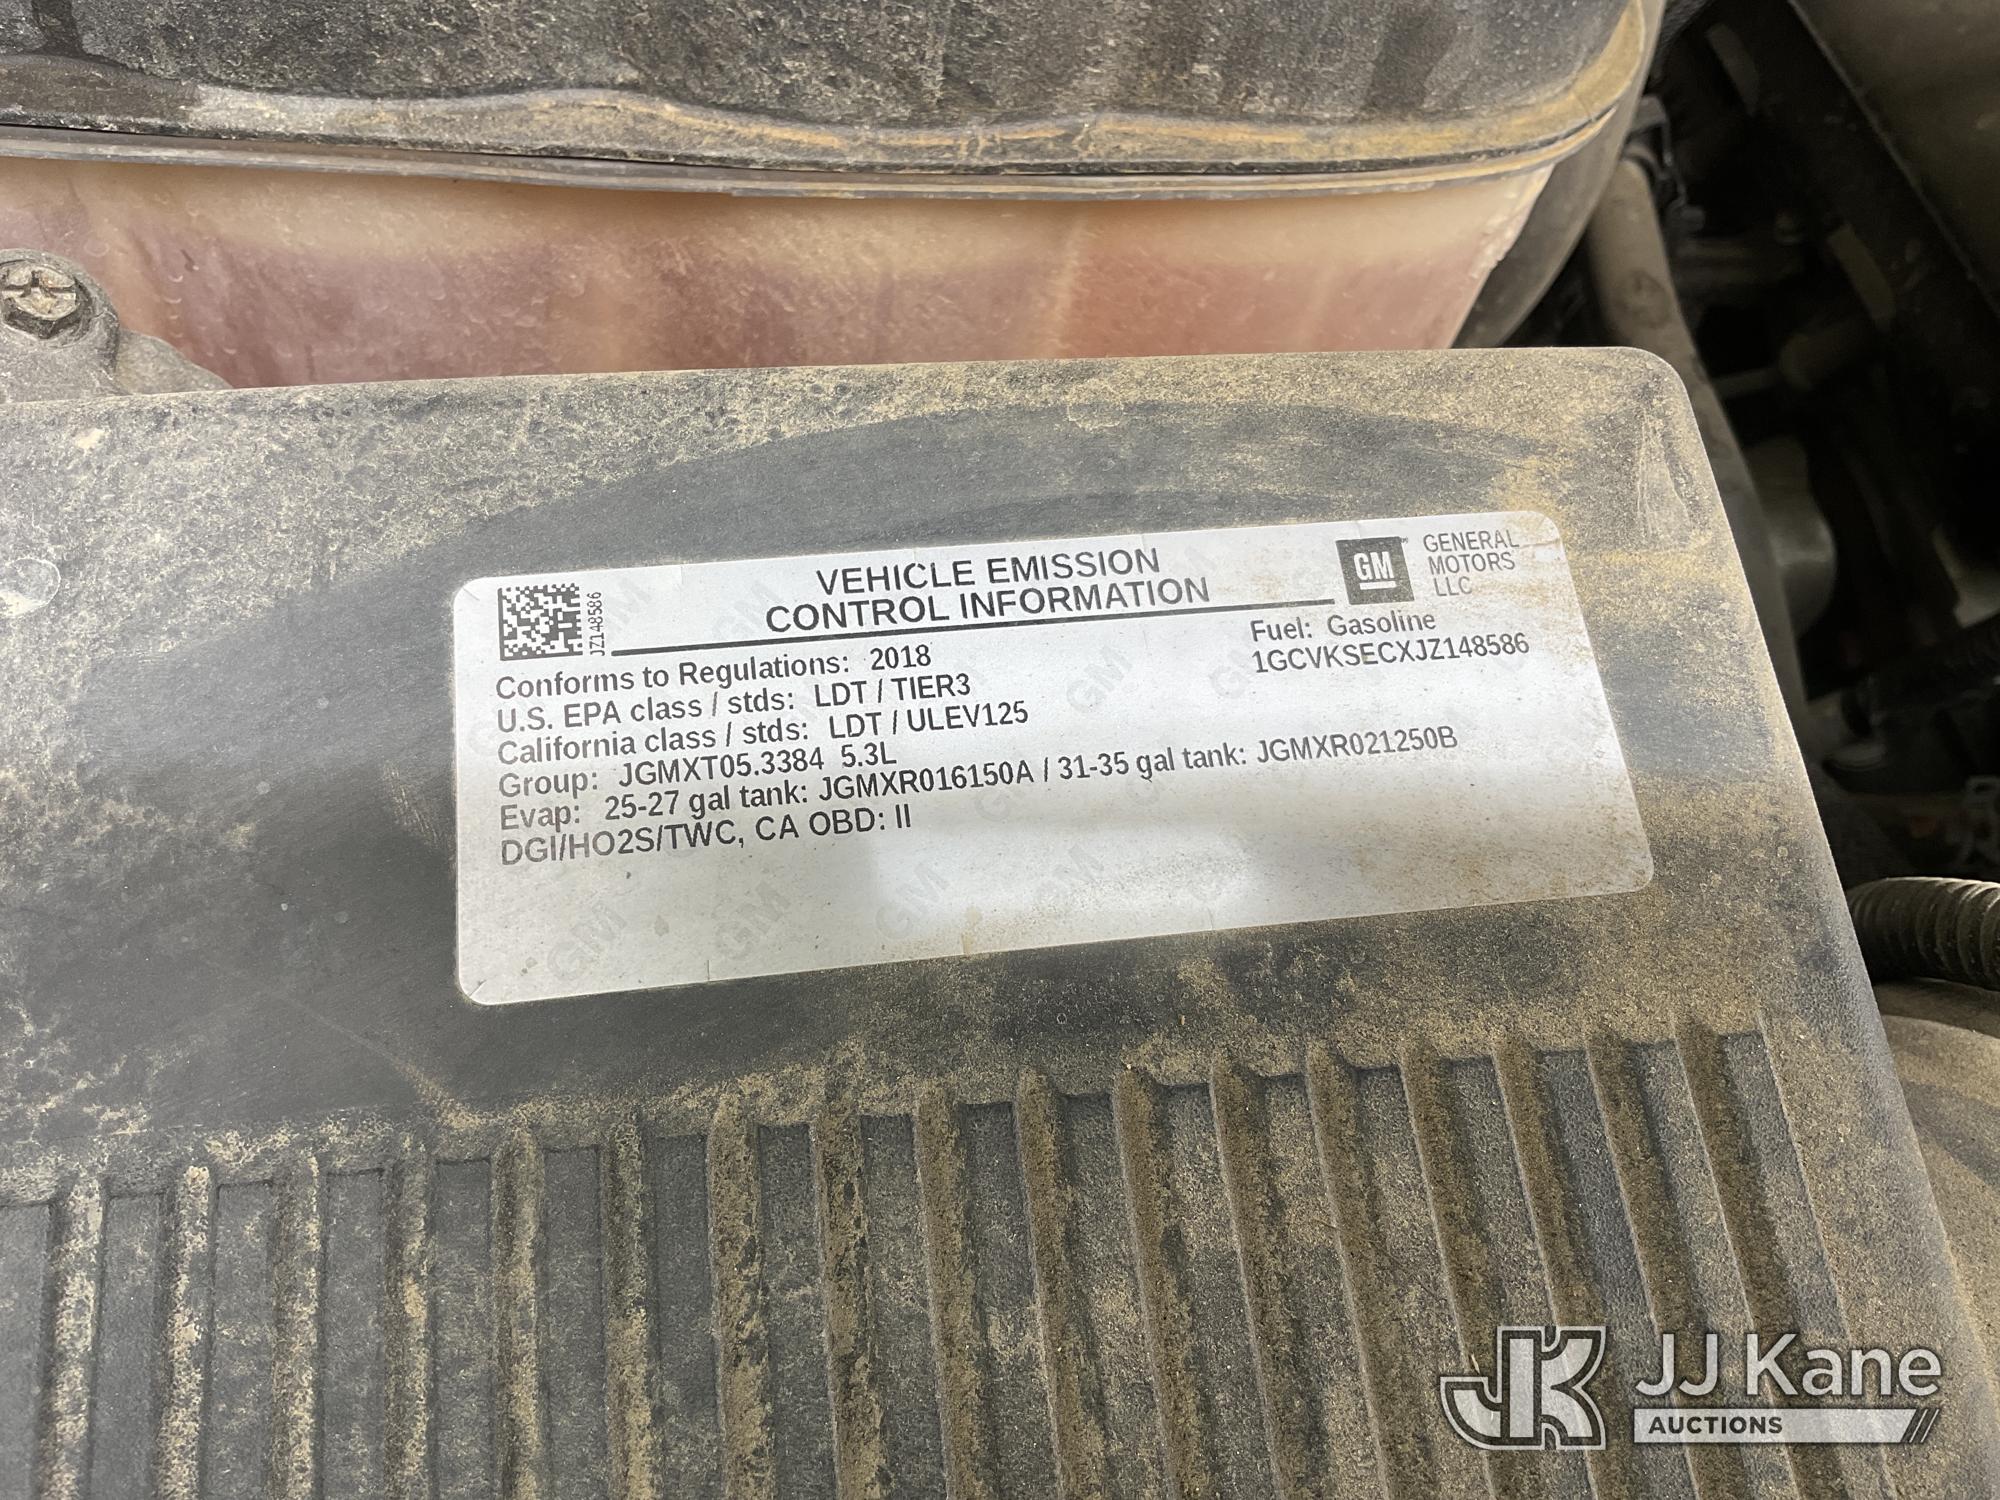 VEHICLE EMISSION
CONTROL INFORMATION
GM
GENERAL
MOTORS
LLC
JZ148586
Fuel: Gasoline
1GCVKSECXJZ148586
Conforms to Regulations: 2018
U.S. EPA class / stds: LDT / TIER3
California class / stds: LDT / ULEV125
Group: JGMXT05.3384 5.3L
Evap: 25-27 gal tank: JGMXR016150A / 31-35 gal tank: JGMXR021250B
DGI/HO2S/TWC, CA OBD: II
JK
JJ Kane
AUCTIONS